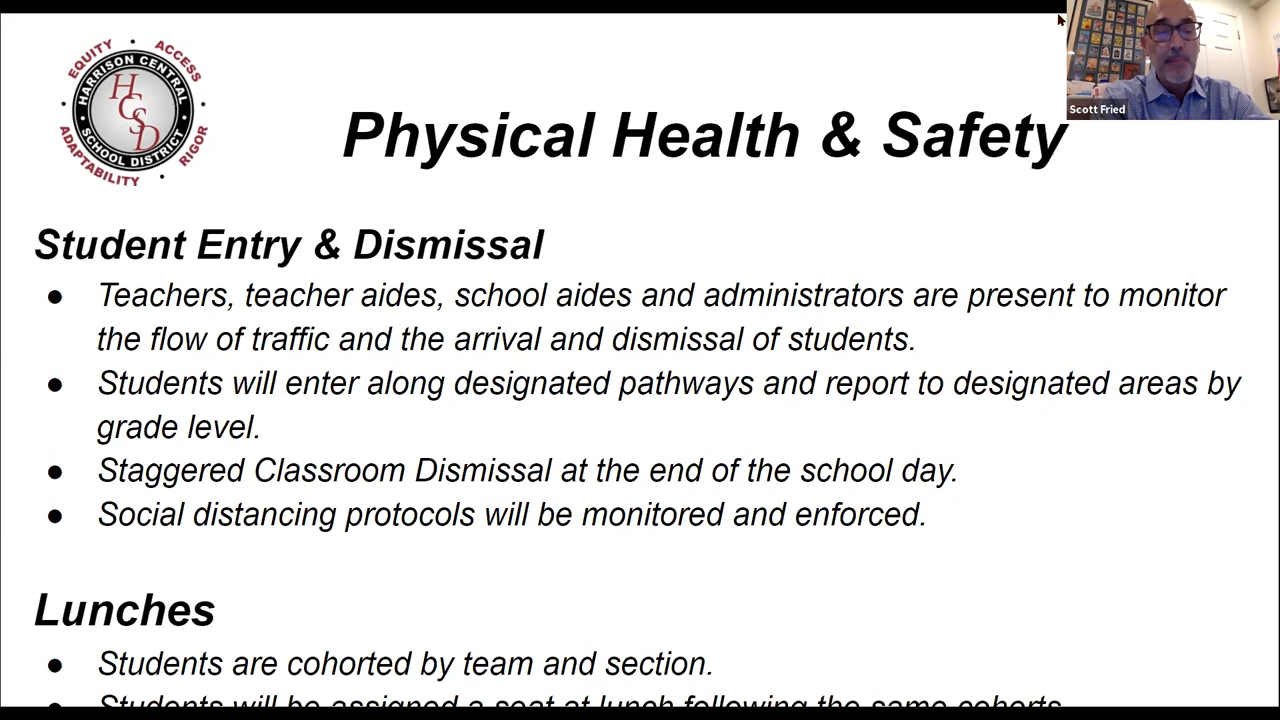 EQUITY • ACCESS
HARRISON CENTRAL
HCSD
• SCHOOL DISTRICT •
ADAPTABILITY • RIGOR
Scott Fried
Physical Health & Safety
Student Entry & Dismissal
● Teachers, teacher aides, school aides and administrators are present to monitor
the flow of traffic and the arrival and dismissal of students.
● Students will enter along designated pathways and report to designated areas by
grade level.
● Staggered Classroom Dismissal at the end of the school day.
● Social distancing protocols will be monitored and enforced.
Lunches
● Students are cohorted by team and section.
● Students will be assigned a seat at lunch following the same cohorts